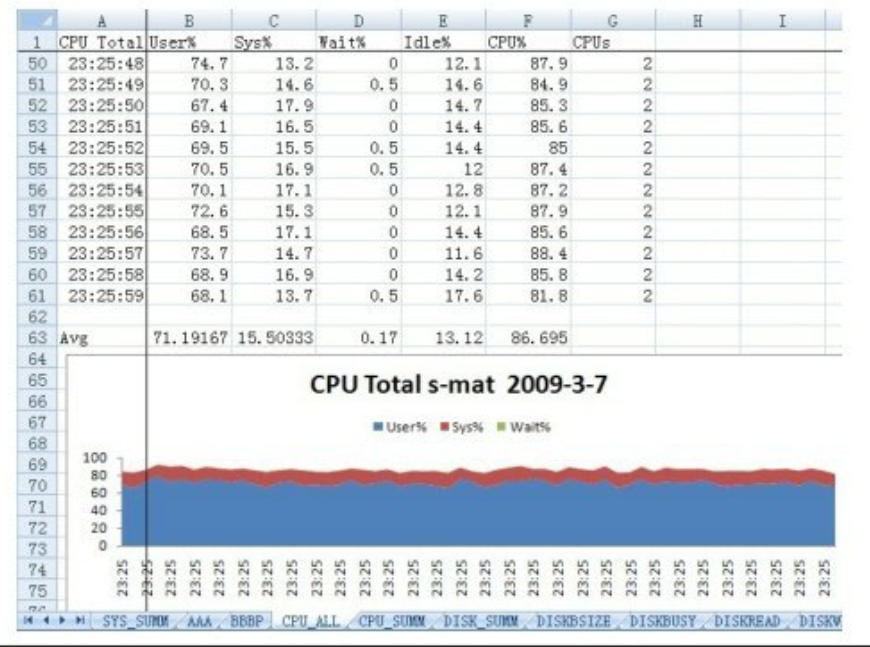 A B C D E F G H I
1 CPU Total User% Sys% Wait% Idle% CPU% CPUs
50 23:25:48 74.7 13.2 0 12.1 87.9 2
51 23:25:49 70.3 14.6 0.5 14.6 84.9 2
52 23:25:50 67.4 17.9 0 14.7 85.3 2
53 23:25:51 69.1 16.5 0 14.4 85.6 2
54 23:25:52 69.5 15.5 0.5 14.4 85 2
55 23:25:53 70.5 16.9 0.5 12 87.4 2
56 23:25:54 70.1 17.1 0 12.8 87.2 2
57 23:25:55 72.6 15.3 0 12.1 87.9 2
58 23:25:56 68.5 17.1 0 14.4 85.6 2
59 23:25:57 73.7 14.7 0 11.6 88.4 2
60 23:25:58 68.9 16.9 0 14.2 85.8 2
61 23:25:59 68.1 13.7 0.5 17.6 81.8 2
62
63 Avg 71.19167 15.50333 0.17 13.12 86.695
64
65
66
67
68
69
70
71
72
73
74
75
CPU Total s-mat 2009-3-7
User% Sys% Wait%
100
80
60
40
20
0
23:25 23:25 23:25 23:25 23:25 23:25 23:25 23:25 23:25 23:25 23:25 23:25 23:25 23:25 23:25 23:25 23:25 23:25 23:25 23:25 23:25 23:25 23:25 23:25 23:25 23:25 23:25 23:25 23:25 23:25
SYS_SUMM AAA BBBP CPU_ALL CPU_SUMM DISK_SUMM DISKBSIZE DISKBUSY DISKREAD DISKW